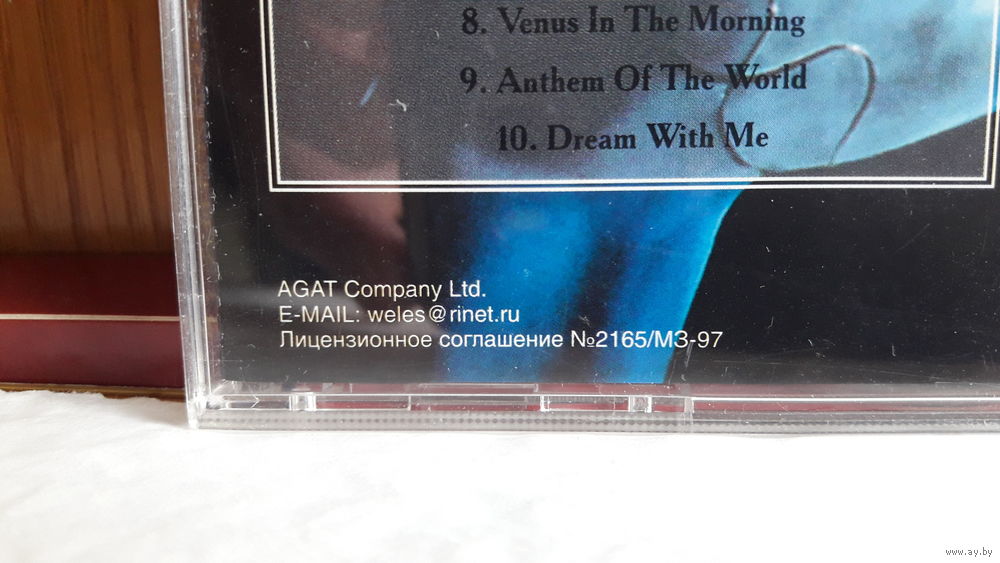 8. Venus In The Morning
9. Anthem Of The World
10. Dream With Me
AGAT Company Ltd.
E-MAIL: weles@rinet.ru
Лицензионное соглашение №2165/МЗ-97
www.ay.by